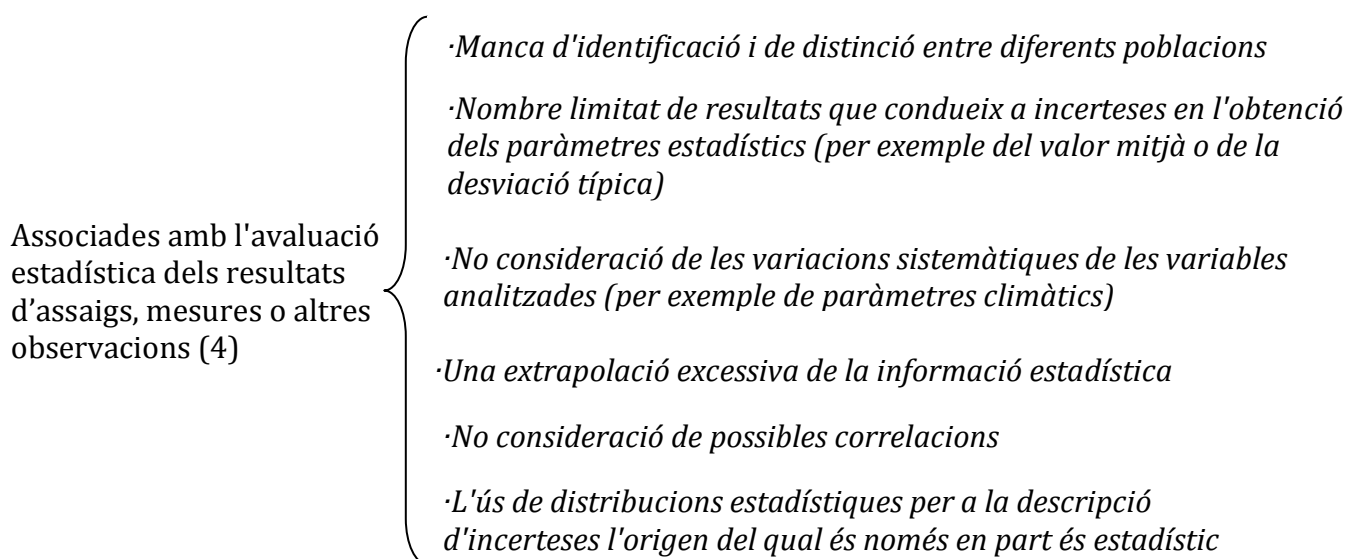 Associades amb l'avaluació
estadística dels resultats
d’assaigs, mesures o altres
observacions (4)
·Manca d'identificació i de distinció entre diferents poblacions
·Nombre limitat de resultats que condueix a incerteses en l'obtenció
dels paràmetres estadístics (per exemple del valor mitjà o de la
desviació típica)
·No consideració de les variacions sistemàtiques de les variables
analitzades (per exemple de paràmetres climàtics)
·Una extrapolació excessiva de la informació estadística
·No consideració de possibles correlacions
·L'ús de distribucions estadístiques per a la descripció
d'incerteses l'origen del qual és només en part és estadístic